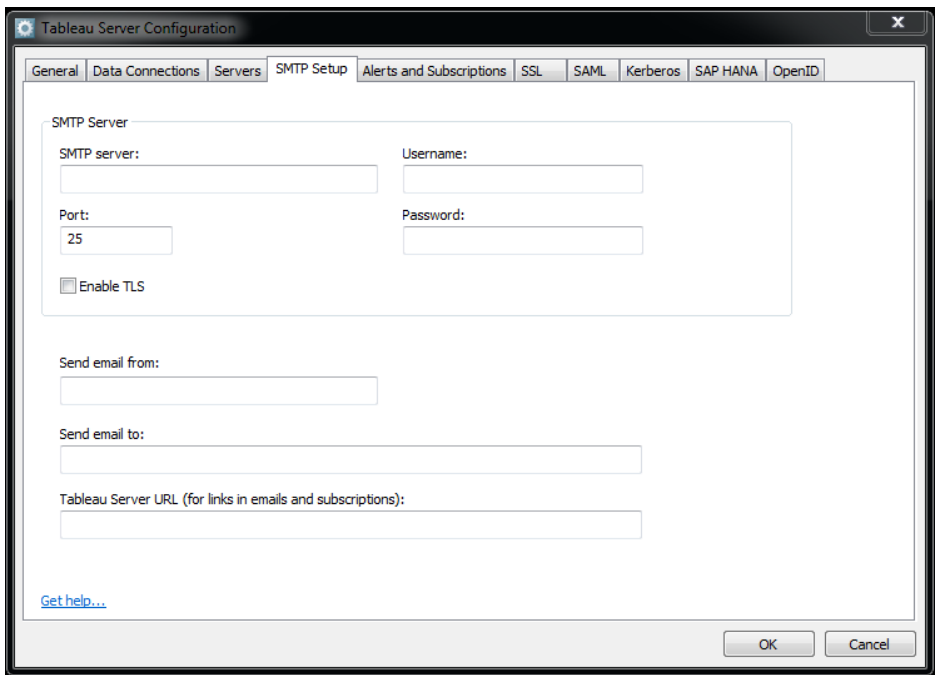 Tableau Server Configuration
X
General Data Connections Servers SMTP Setup Alerts and Subscriptions SSL SAML Kerberos SAP HANA OpenID
SMTP Server
SMTP server: Username:
Port: Password:
25
Enable TLS
Send email from:
Send email to:
Tableau Server URL (for links in emails and subscriptions):
Get help...
OK Cancel